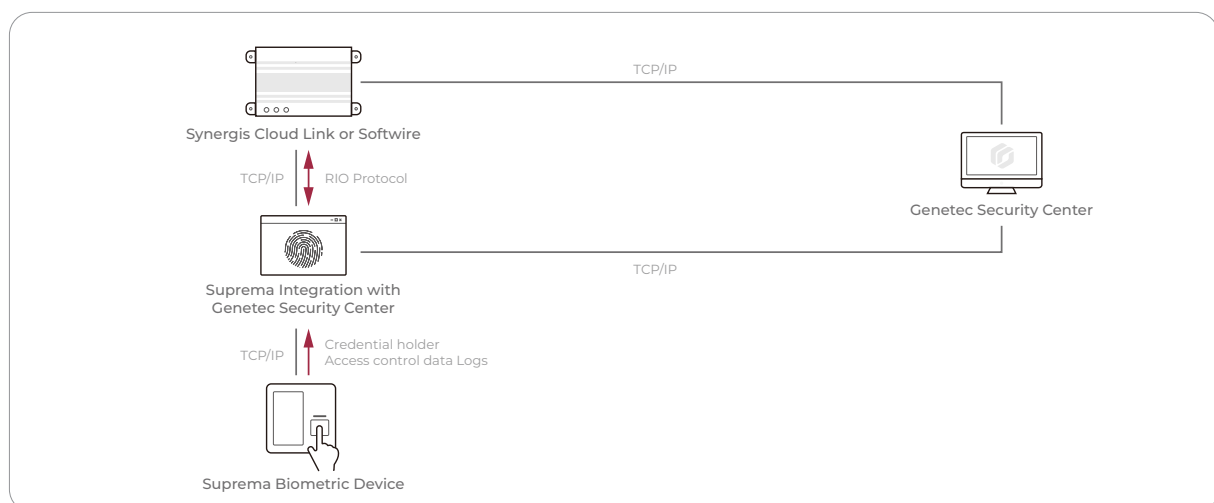 TCP/IP
Synergis Cloud Link or Softwire
TCP/IP
RIO Protocol
Genetec Security Center
TCP/IP
Suprema Integration with
Genetec Security Center
TCP/IP
Credential holder
Access control data Logs
Suprema Biometric Device